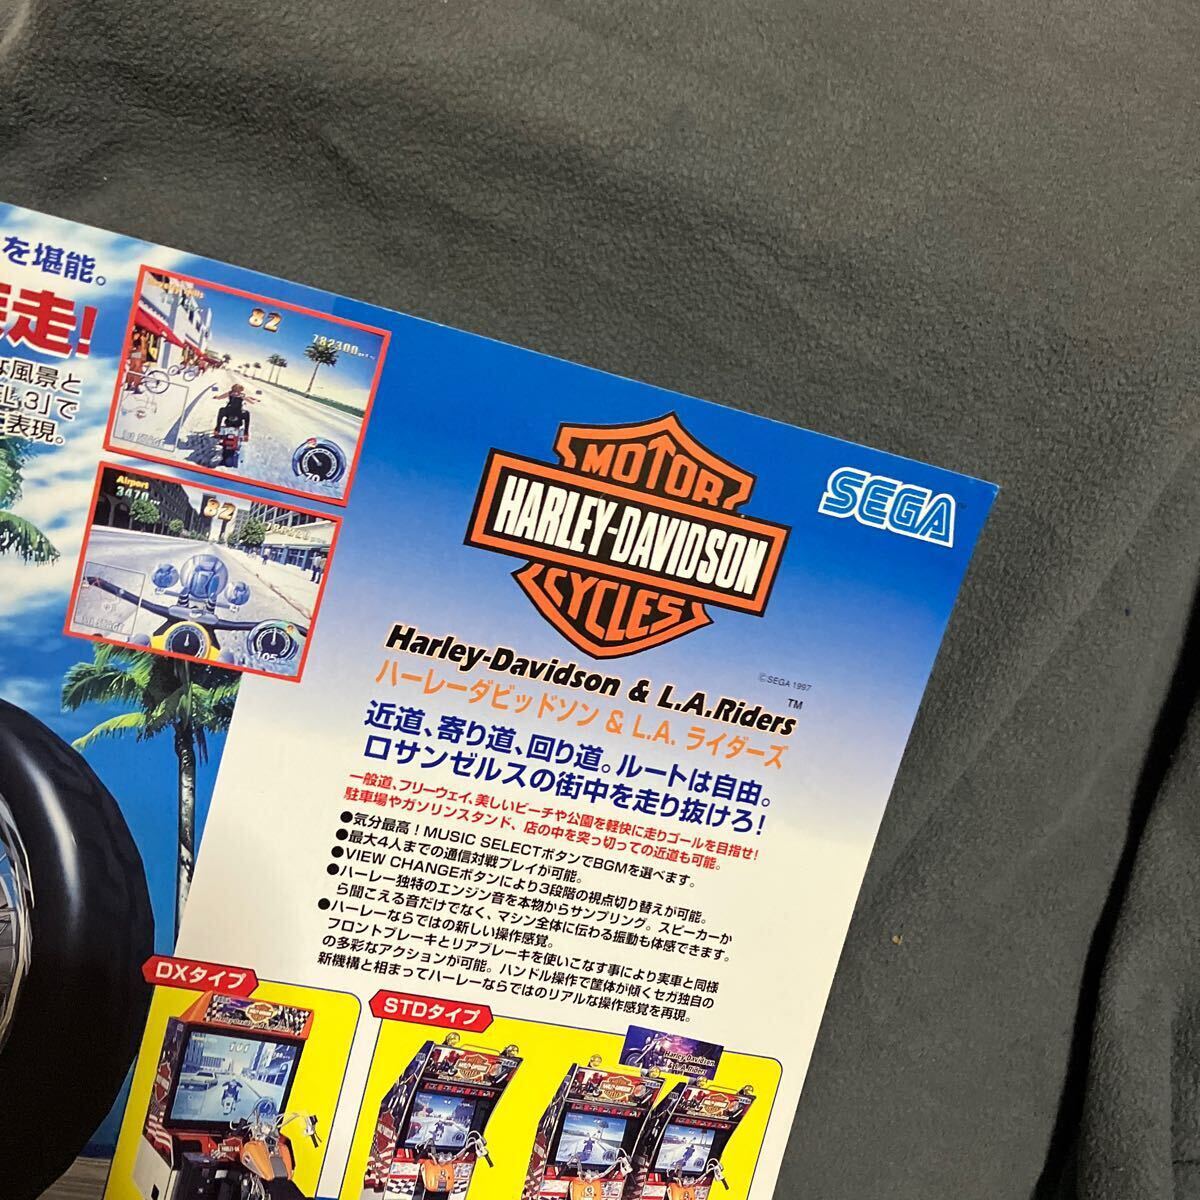 を堪能。
走!
な風景と
L 3」で
表現。
82
782300
70
Airport
3470
82
105
MOTOR
HARLEY-DAVIDSON
CYCLES
SEGA
©SEGA 1997
Harley-Davidson & L.A.Riders™
ハーレーダビッドソン & L.A. ライダーズ
近道、寄り道、回り道。ルートは自由。
ロサンゼルスの街中を走り抜けろ!
一般道、フリーウェイ、美しいビーチや公園を軽快に走りゴールを目指せ!
駐車場やガソリンスタンド、店の中を突っ切っての近道も可能。
●気分最高!MUSIC SELECTボタンでBGMを選べます。
●最大4人までの通信対戦プレイが可能。
●VIEW CHANGEボタンにより3段階の視点切り替えが可能。
●ハーレー独特のエンジン音を本物からサンプリング。スピーカーか
ら聞こえる音だけでなく、マシン全体に伝わる振動も体感できます。
●ハーレーならではの新しい操作感覚。
フロントブレーキとリアブレーキを使いこなす事により実車と同様
の多彩なアクションが可能。ハンドル操作で筐体が傾くセガ独自の
新機構と相まってハーレーならではのリアルな操作感覚を再現。
DXタイプ
STDタイプ
Harley-Davidson
& L.A.Riders